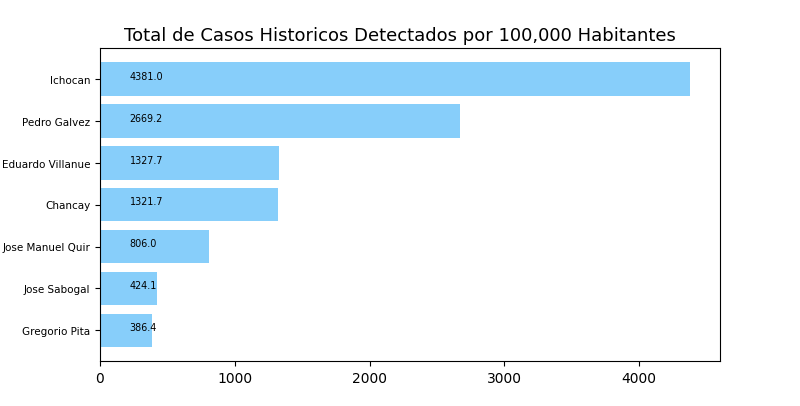 Total de Casos Historicos Detectados por 100,000 Habitantes
Ichocan 4381.0
Pedro Galvez 2669.2
Eduardo Villanue 1327.7
Chancay 1321.7
Jose Manuel Quir 806.0
Jose Sabogal 424.1
Gregorio Pita 386.4
0 1000 2000 3000 4000